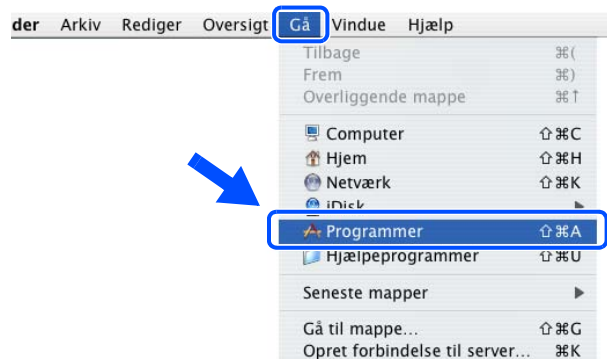 der Arkiv Rediger Oversigt Gå Vindue Hjælp
Tilbage ⌘(
Frem ⌘)
Overliggende mappe ⌘↑
Computer ⇧⌘C
Hjem ⇧⌘H
Netværk ⇧⌘K
iDisk
Programmer ⇧⌘A
Hjælpeprogrammer ⇧⌘U
Seneste mapper
Gå til mappe... ⇧⌘G
Opret forbindelse til server... ⌘K